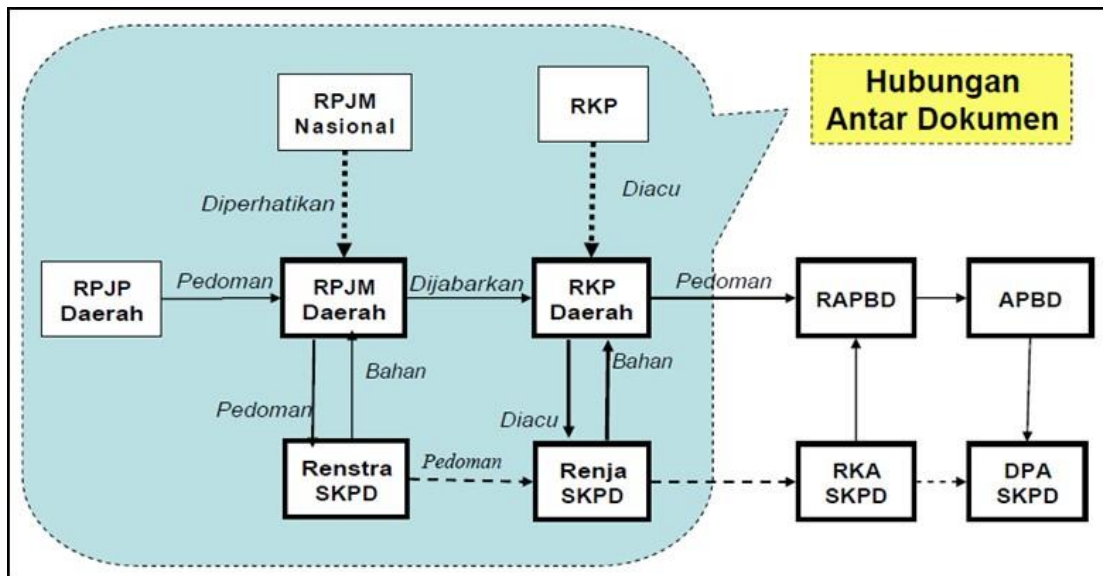 Hubungan
Antar Dokumen
RPJM
Nasional
RKP
Diperhatikan
Diacu
RPJP
Daerah
Pedoman
RPJM
Daerah
Dijabarkan
RKP
Daerah
Pedoman
RAPBD
APBD
Pedoman
Bahan
Diacu
Bahan
Renstra
SKPD
Pedoman
Renja
SKPD
RKA
SKPD
DPA
SKPD